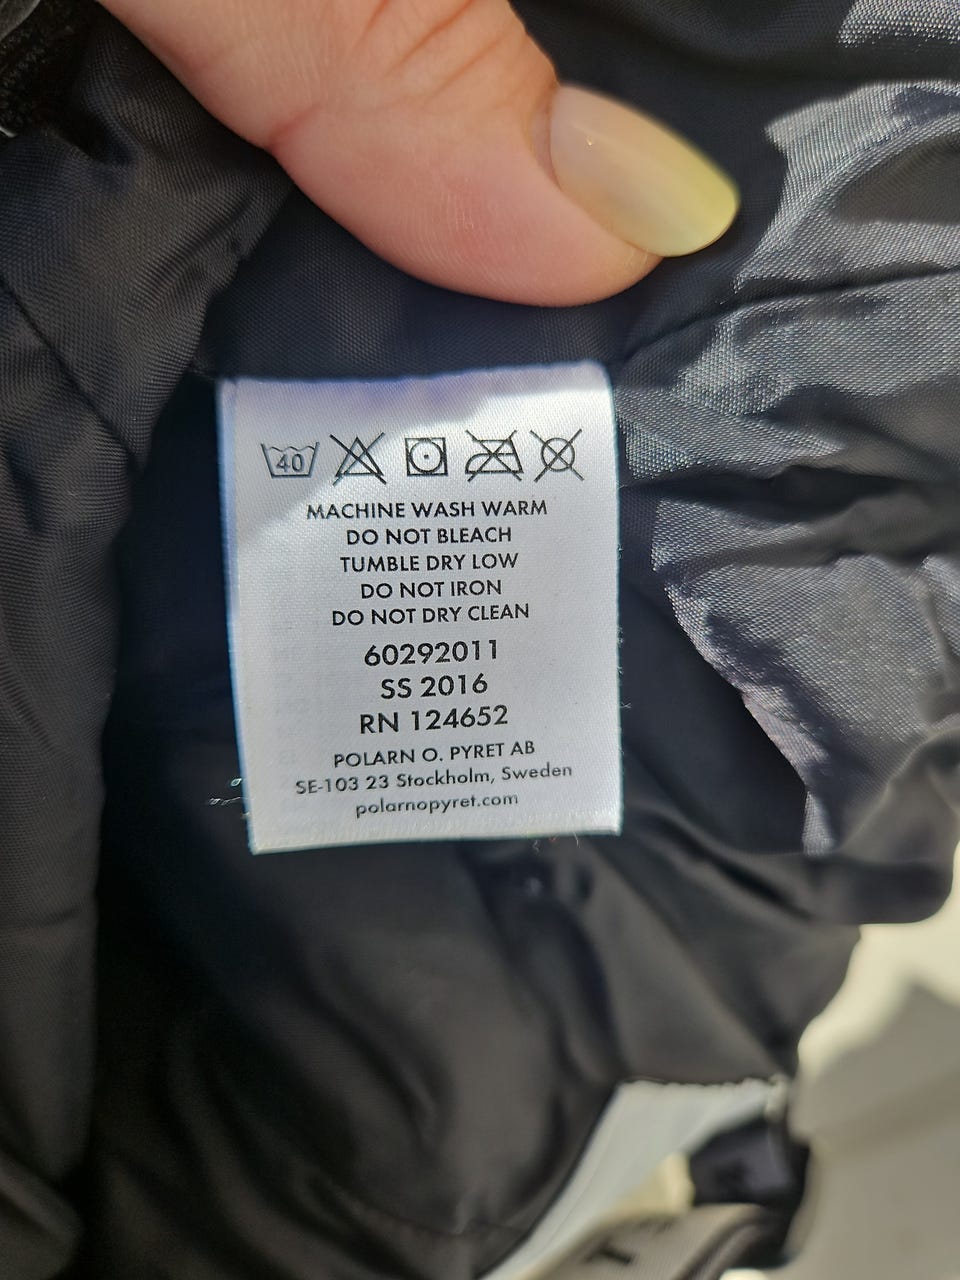 40
MACHINE WASH WARM
DO NOT BLEACH
TUMBLE DRY LOW
DO NOT IRON
DO NOT DRY CLEAN
60292011
SS 2016
RN 124652
POLARN O. PYRET AB
SE-103 23 Stockholm, Sweden
polarnopyret.com